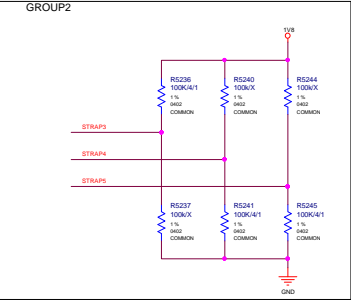 GROUP2
1V8
R5236
100K/4/1
1 %
0402
COMMON
R5240
100k/X
1 %
0402
COMMON
R5244
100k/X
1 %
0402
COMMON
STRAP3
STRAP4
STRAP5
R5237
100k/X
1 %
0402
COMMON
R5241
100K/4/1
1 %
0402
COMMON
R5245
100K/4/1
1 %
0402
COMMON
GND